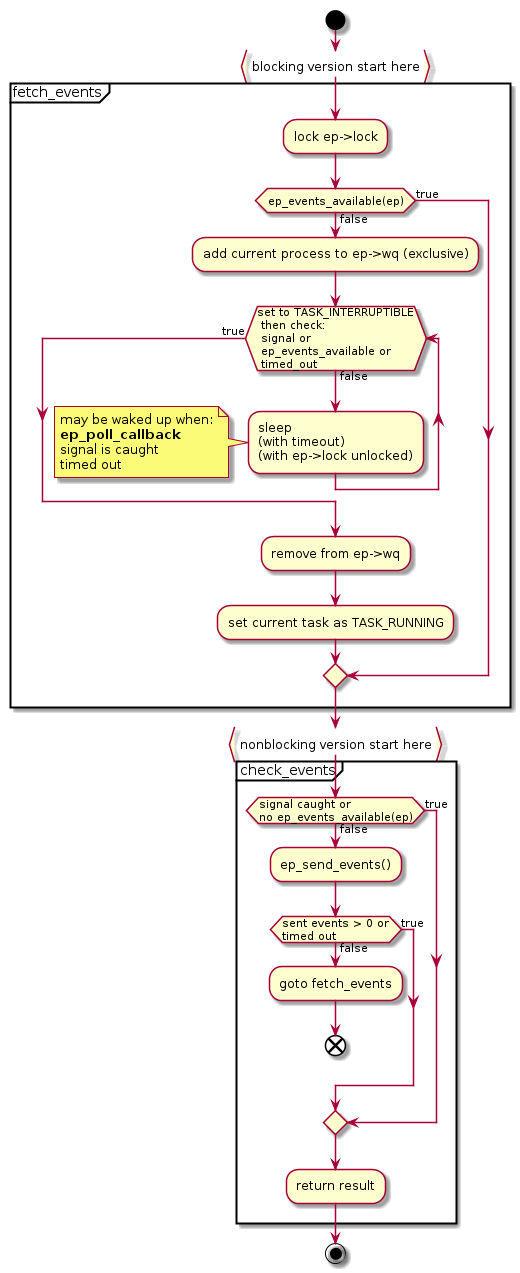 blocking version start here
fetch_events
lock ep->lock
ep_events_available(ep)
true
false
add current process to ep->wq (exclusive)
set to TASK_INTERRUPTIBLE
then check:
signal or
ep_events_available or
timed_out
true
false
may be waked up when:
ep_poll_callback
signal is caught
timed out
sleep
(with timeout)
(with ep->lock unlocked)
remove from ep->wq
set current task as TASK_RUNNING
nonblocking version start here
check_events
signal caught or
no ep_events_available(ep)
true
false
ep_send_events()
sent events > 0 or
timed out
true
false
goto fetch_events
return result